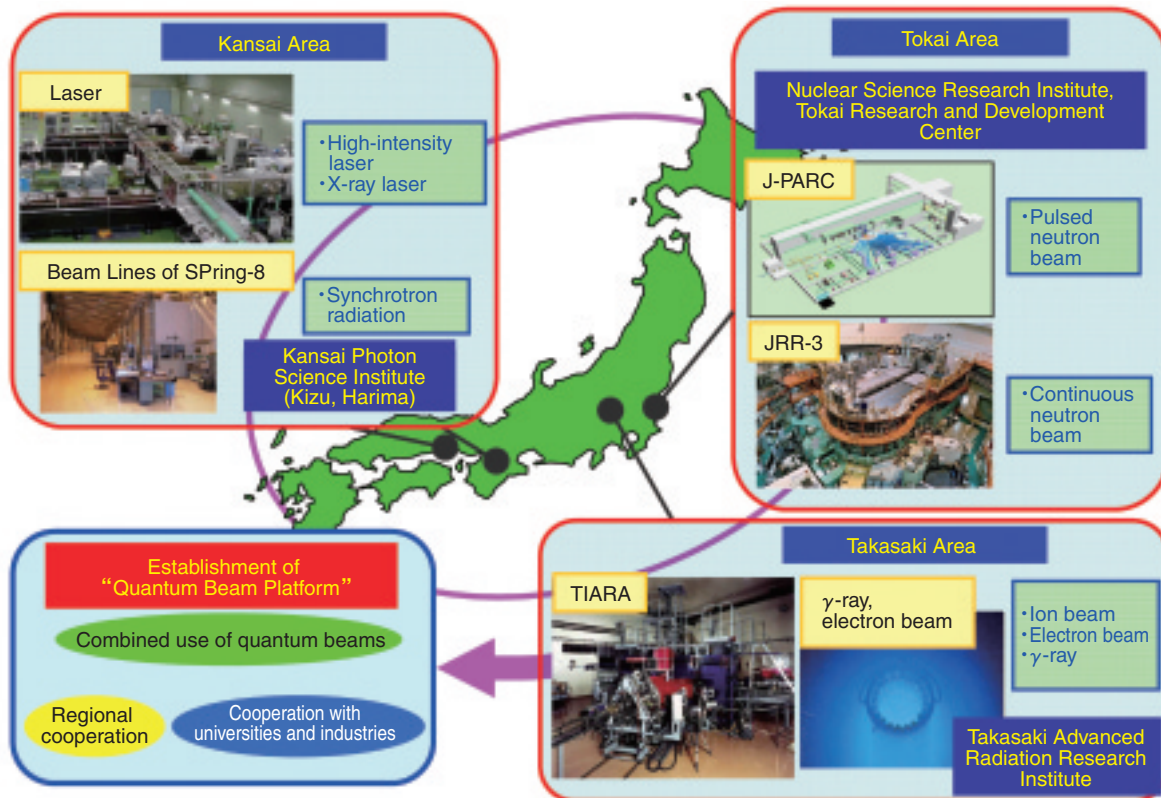 Kansai Area
Laser
・High-intensity
laser
・X-ray laser
Beam Lines of SPring-8
・Synchrotron
radiation
Kansai Photon
Science Institute
(Kizu, Harima)
Tokai Area
Nuclear Science Research Institute,
Tokai Research and Development
Center
J-PARC
・Pulsed
neutron
beam
JRR-3
・Continuous
neutron
beam
Establishment of
“Quantum Beam Platform”
Combined use of quantum beams
Regional
cooperation
Cooperation with
universities and industries
Takasaki Area
TIARA
γ-ray,
electron beam
・Ion beam
・Electron beam
・γ-ray
Takasaki Advanced
Radiation Research
Institute